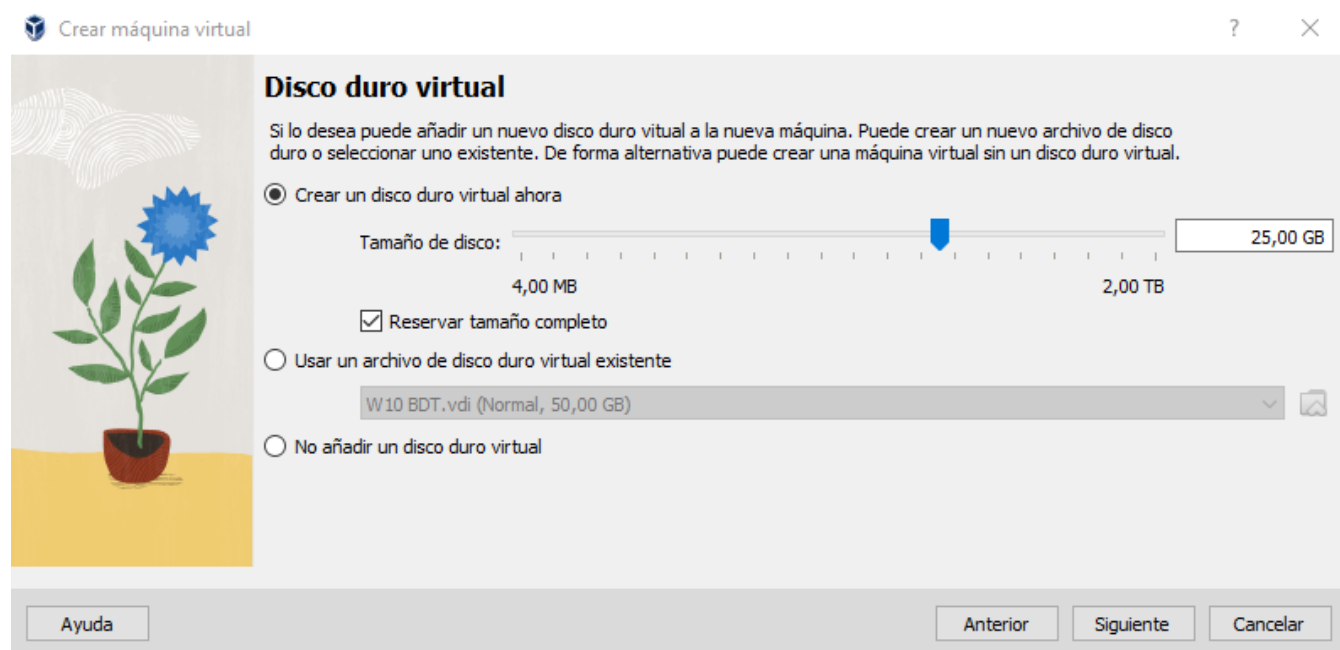 Crear máquina virtual
?
Disco duro virtual
Si lo desea puede añadir un nuevo disco duro vitual a la nueva máquina. Puede crear un nuevo archivo de disco
duro o seleccionar uno existente. De forma alternativa puede crear una máquina virtual sin un disco duro virtual.
Crear un disco duro virtual ahora
Tamaño de disco:
25,00 GB
4,00 MB
2,00 TB
Reservar tamaño completo
Usar un archivo de disco duro virtual existente
W10 BDT.vdi (Normal, 50,00 GB)
No añadir un disco duro virtual
Ayuda
Anterior
Siguiente
Cancelar